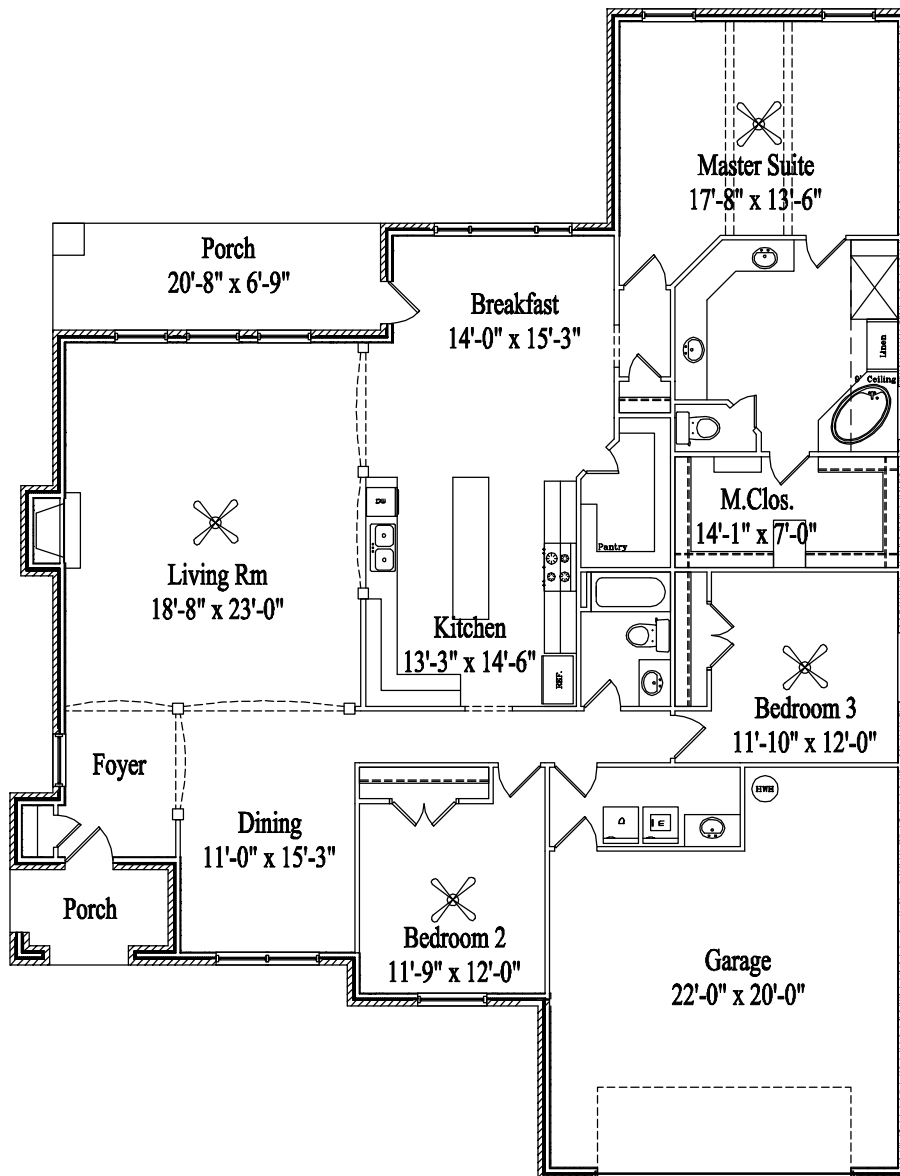 Master Suite
17'-8" x 13'-6"
Porch
20'-8" x 6'-9"
Breakfast
14'-0" x 15'-3"
Linen
9' Ceiling
M.Clos.
14'-1" x 7'-0"
Pantry
Living Rm
18'-8" x 23'-0"
Kitchen
13'-3" x 14'-6"
REF.
Bedroom 3
11'-10" x 12'-0"
Foyer
HWH
Dining
11'-0" x 15'-3"
D
Porch
Bedroom 2
11'-9" x 12'-0"
Garage
22'-0" x 20'-0"